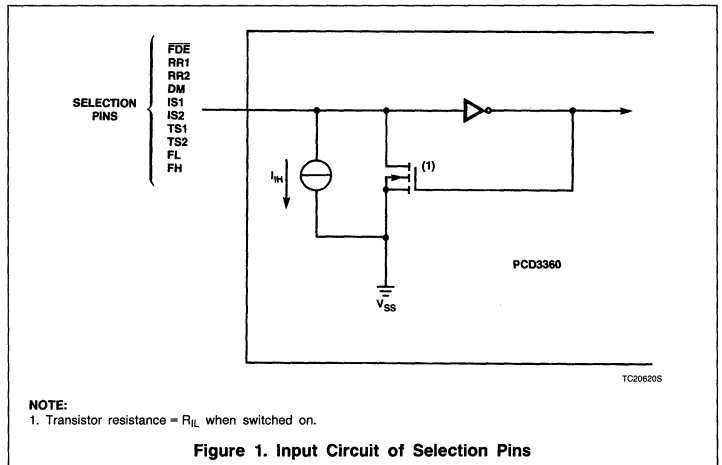 SELECTION
PINS
FDE
RR1
RR2
DM
IS1
IS2
TS1
TS2
FL
FH
IIH
(1)
PCD3360
VSS
TC20620S
NOTE:
1. Transistor resistance = RIL when switched on.
Figure 1. Input Circuit of Selection Pins